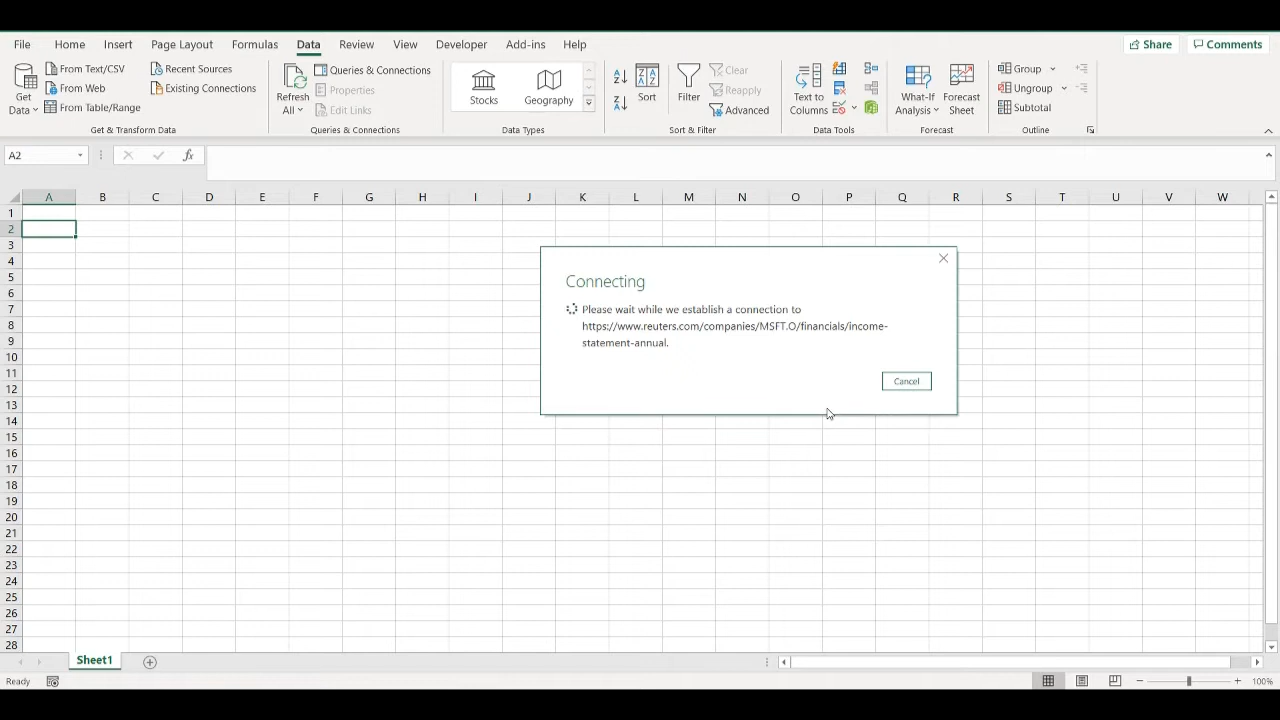 File Home Insert Page Layout Formulas Data Review View Developer Add-ins Help Share Comments
Get Data
From Text/CSV
From Web
From Table/Range
Recent Sources
Existing Connections
Get & Transform Data
Refresh All
Queries & Connections
Properties
Edit Links
Queries & Connections
Stocks
Geography
Data Types
Sort
Filter
Clear
Reapply
Advanced
Sort & Filter
Text to Columns
Data Tools
What-If Analysis
Forecast Sheet
Forecast
Group
Ungroup
Subtotal
Outline
A2
fx
A B C D E F G H I J K L M N O P Q R S T U V W
1
2
3
4
5
6
7
8
9
10
11
12
13
14
15
16
17
18
19
20
21
22
23
24
25
26
27
28
Connecting
Please wait while we establish a connection to
https://www.reuters.com/companies/MSFT.O/financials/income-
statement-annual.
Cancel
Sheet1
Ready
100%